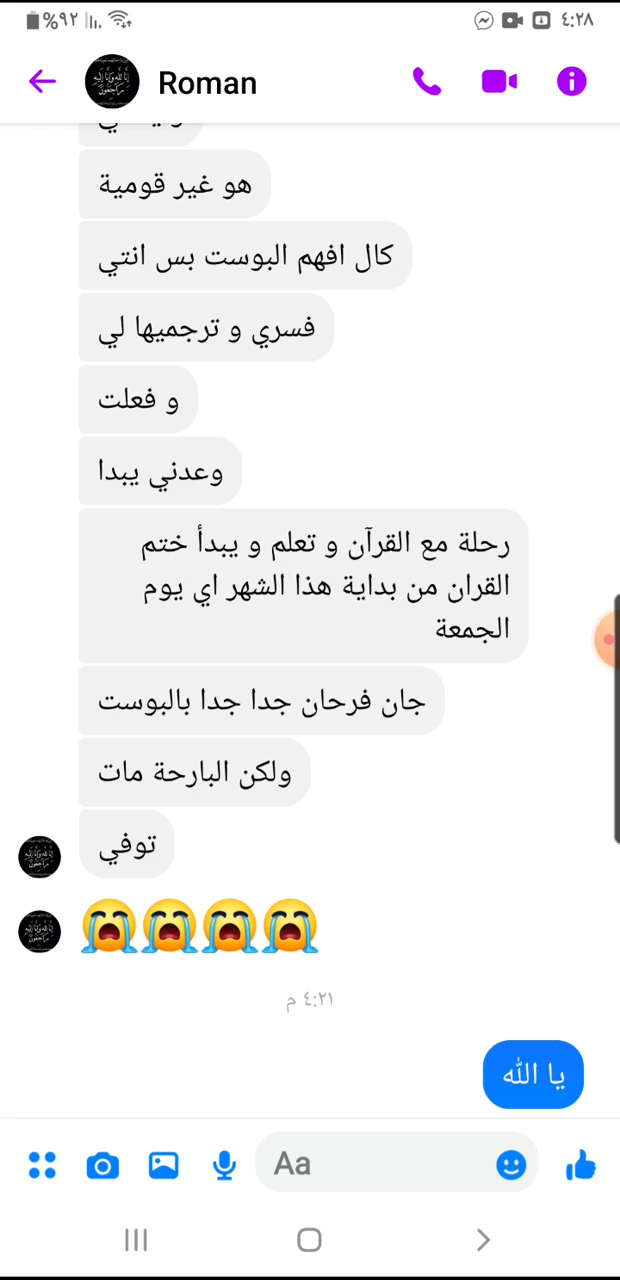 %٩٢
٤:٢٨
Roman
هو غير قومية
كال افهم البوست بس انتي
فسري و ترجميها لي
و فعلت
وعدني يبدا
رحلة مع القرآن و تعلم و يبدأ ختم
القران من بداية هذا الشهر اي يوم
الجمعة
جان فرحان جدا جدا بالبوست
ولكن البارحة مات
توفي
😭😭😭😭
٤:٢١ م
يا الله
Aa